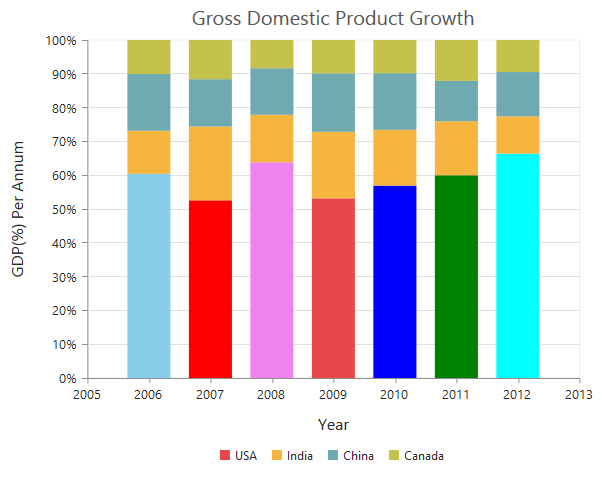 Gross Domestic Product Growth
GDP(%) Per Annum
100%
90%
80%
70%
60%
50%
40%
30%
20%
10%
0%
2005 2006 2007 2008 2009 2010 2011 2012 2013
Year
USA India China Canada